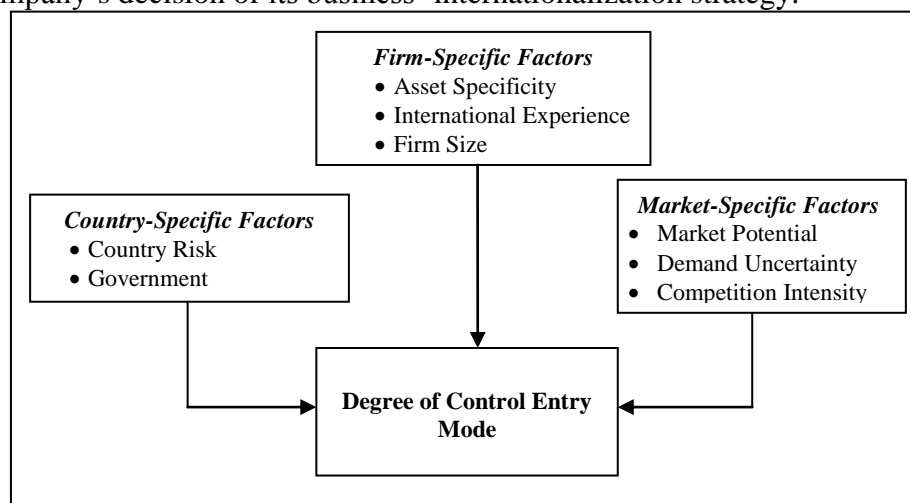 mpany's decision of its business' internationalization strategy.
Firm-Specific Factors
• Asset Specificity
• International Experience
• Firm Size
Country-Specific Factors
• Country Risk
• Government
Market-Specific Factors
• Market Potential
• Demand Uncertainty
• Competition Intensity
Degree of Control Entry
Mode